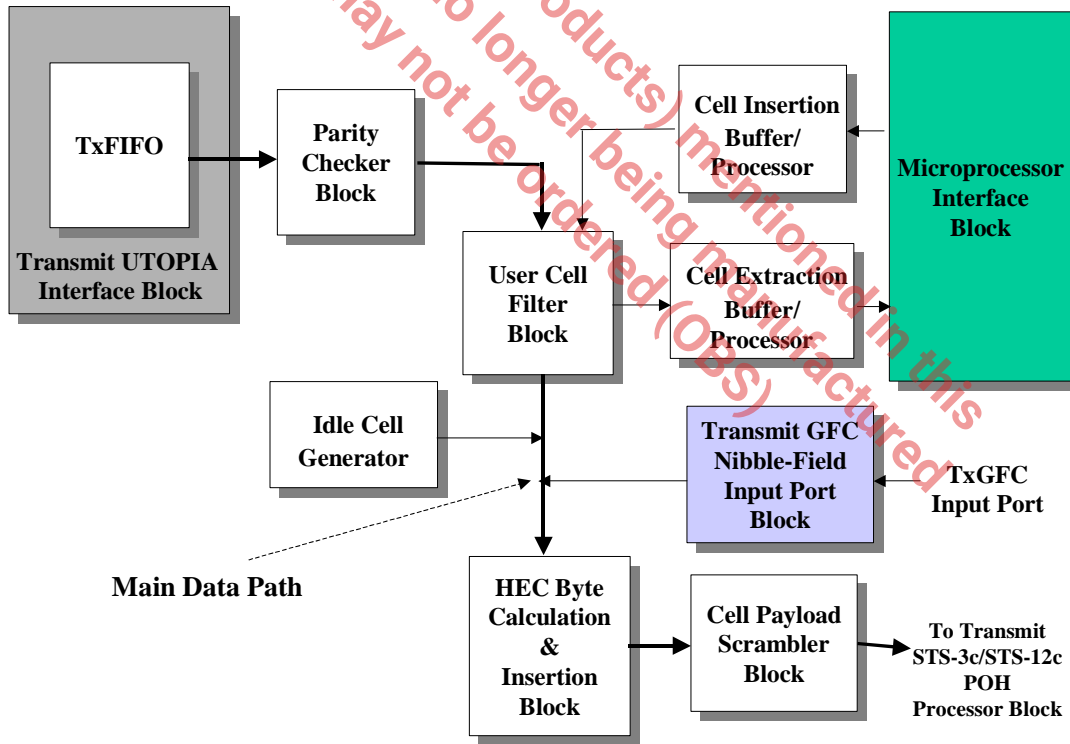 TxFIFO
Transmit UTOPIA
Interface Block
Parity
Checker
Block
Cell Insertion
Buffer/
Processor
Microprocessor
Interface
Block
User Cell
Filter
Block
Cell Extraction
Buffer/
Processor
Idle Cell
Generator
Transmit GFC
Nibble-Field
Input Port
Block
TxGFC
Input Port
Main Data Path
HEC Byte
Calculation
&
Insertion
Block
Cell Payload
Scrambler
Block
To Transmit
STS-3c/STS-12c
POH
Processor Block
products) mentioned in this
no longer being manufactured
may not be ordered (OBS)